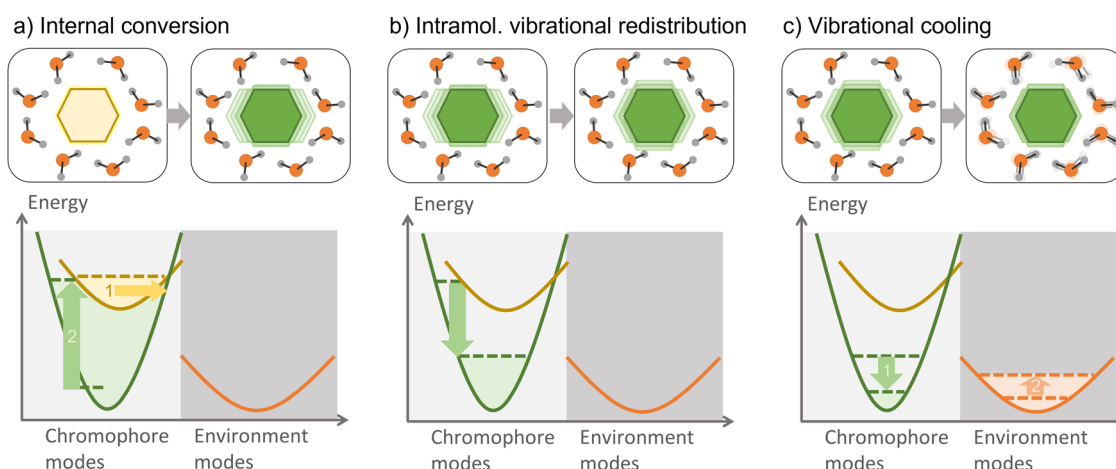 a) Internal conversion
b) Intramol. vibrational redistribution
c) Vibrational cooling
Energy
1
2
Chromophore
modes
Environment
modes
Energy
Chromophore
modes
Environment
modes
Energy
1
2
Chromophore
modes
Environment
modes